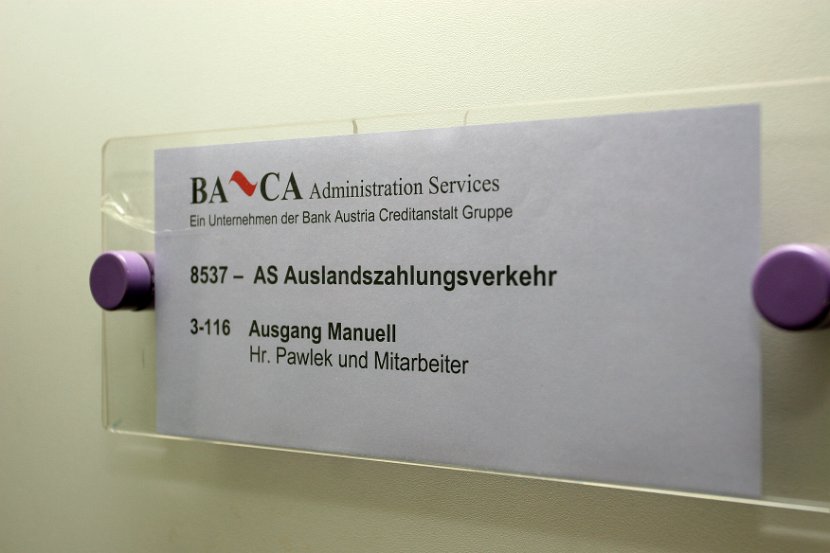 BA CA Administration Services
Ein Unternehmen der Bank Austria Creditanstalt Gruppe
8537 – AS Auslandszahlungsverkehr
3-116 Ausgang Manuell
Hr. Pawlek und Mitarbeiter